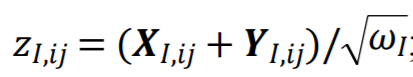 z_{I,ij} = (X_{I,ij} + Y_{I,ij})/√ω_I;